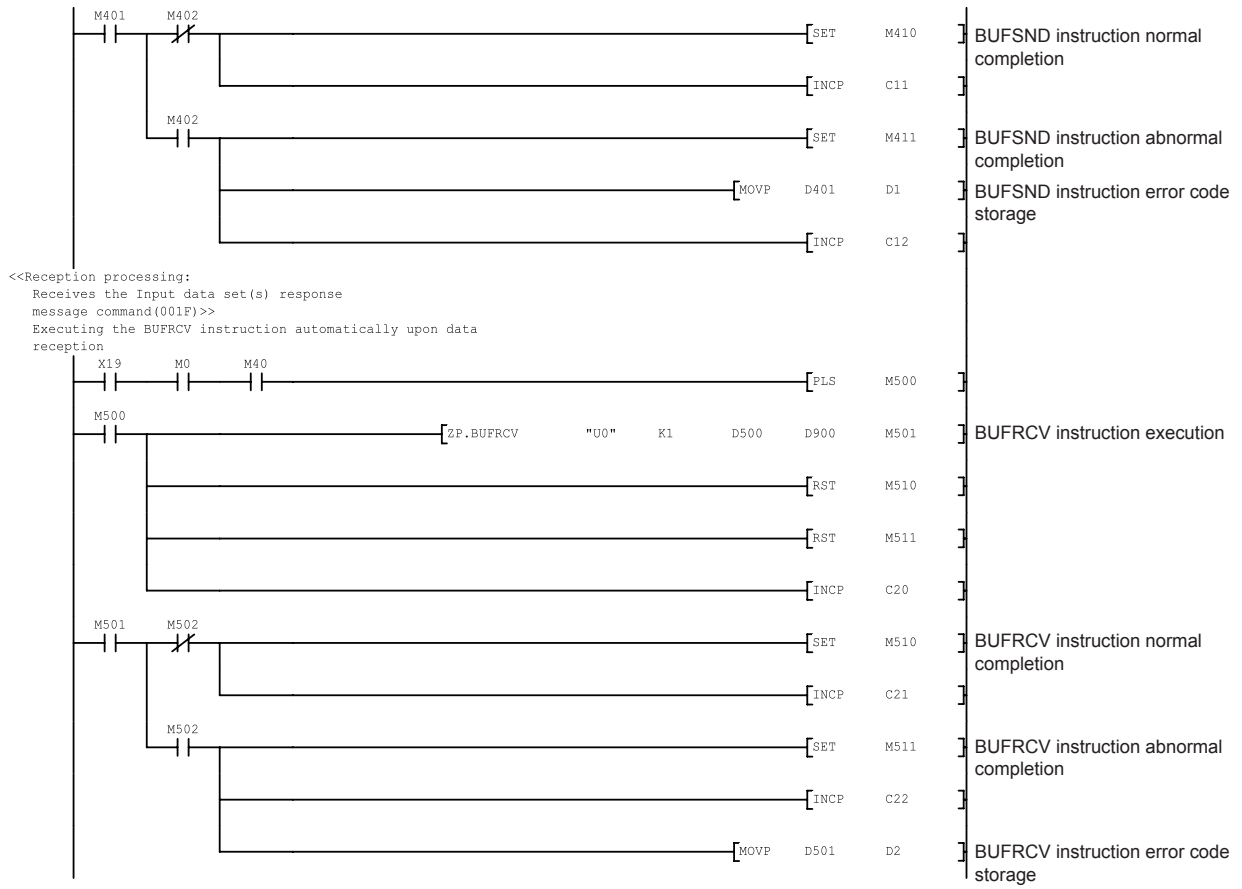 M401 M402
SET M410 BUFSND instruction normal
completion
INCP C11
M402
SET M411 BUFSND instruction abnormal
completion
MOVP D401 D1 BUFSND instruction error code
storage
INCP C12
<<Reception processing:
Receives the Input data set(s) response
message command(001F)>>
Executing the BUFRCV instruction automatically upon data
reception
X19 M0 M40
PLS M500
M500
ZP.BUFRCV "U0" K1 D500 D900 M501 BUFRCV instruction execution
RST M510
RST M511
INCP C20
M501 M502
SET M510 BUFRCV instruction normal
completion
INCP C21
M502
SET M511 BUFRCV instruction abnormal
completion
INCP C22
MOVP D501 D2 BUFRCV instruction error code
storage